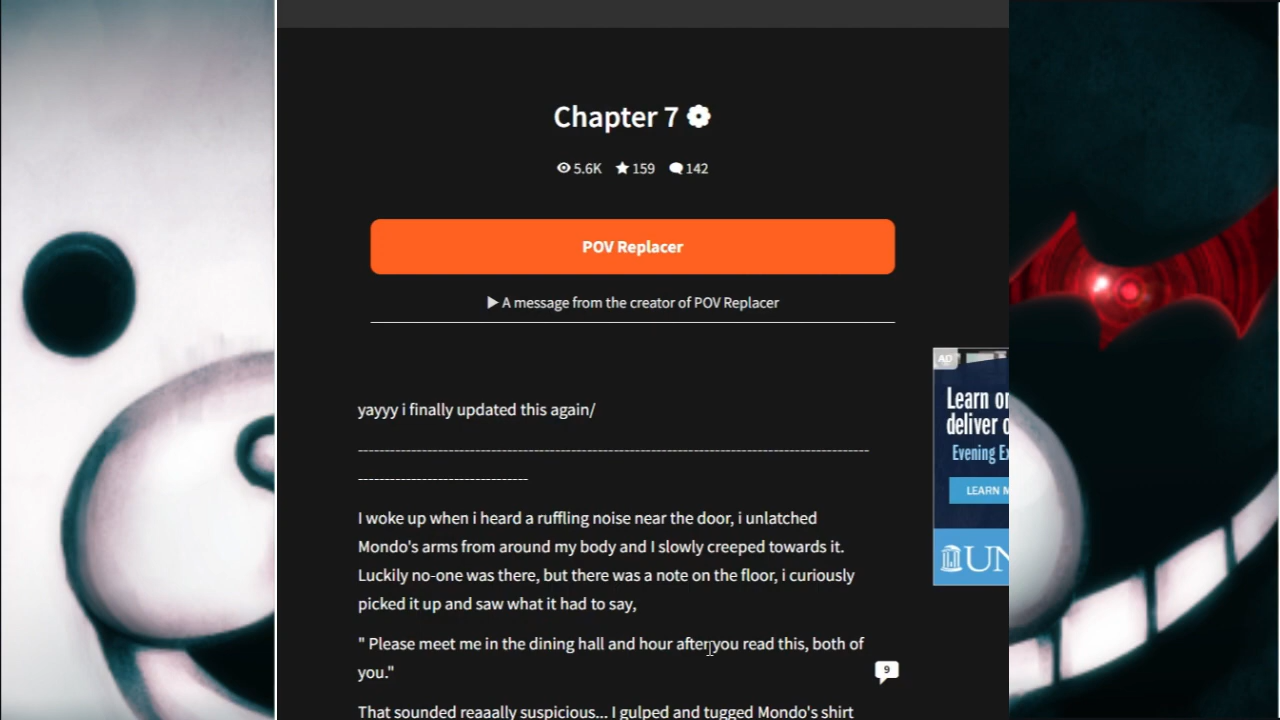 Chapter 7
5.6K 159 142
POV Replacer
A message from the creator of POV Replacer
yayyy i finally updated this again/
--------------------------------------------------------------------------------------------------
---------------------------------
I woke up when i heard a ruffling noise near the door, i unlatched
Mondo's arms from around my body and I slowly creeped towards it.
Luckily no-one was there, but there was a note on the floor, i curiously
picked it up and saw what it had to say,
" Please meet me in the dining hall and hour after you read this, both of
you."
9
That sounded reaaally suspicious... I gulped and tugged Mondo's shirt
AD
Learn or
deliver o
Evening Ex
LEARN M
UN